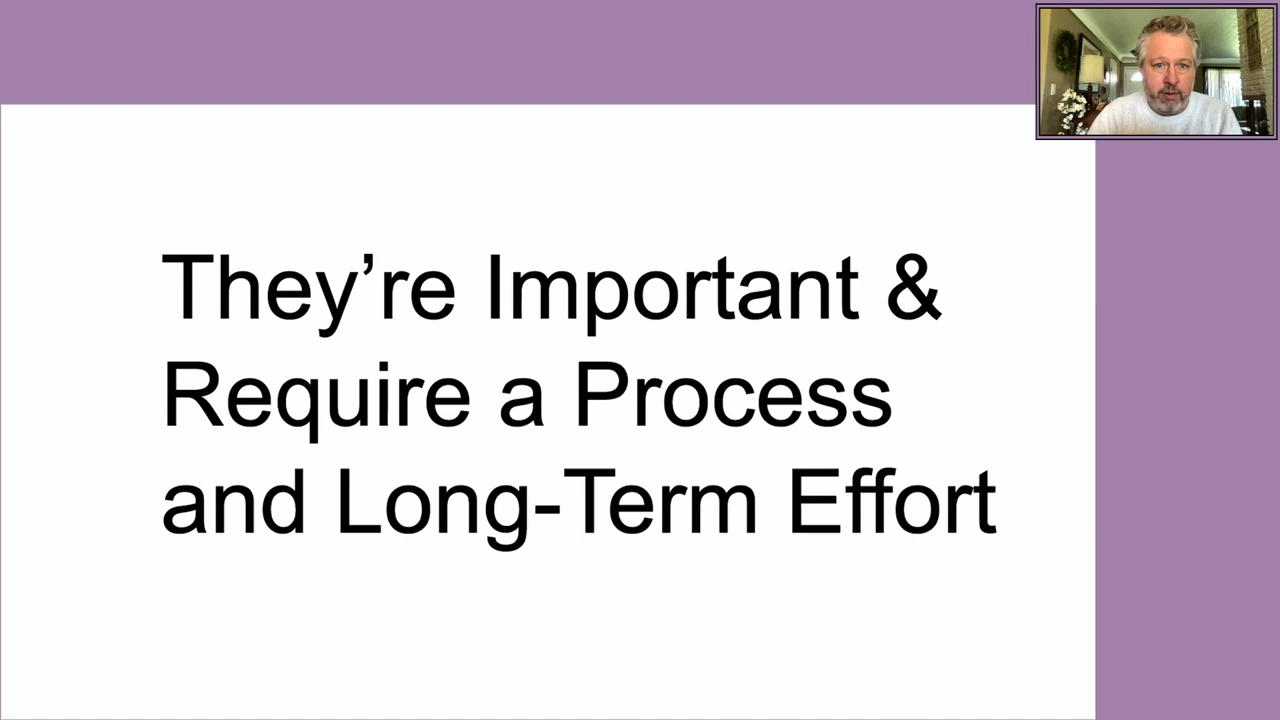 They’re Important &
Require a Process
and Long-Term Effort